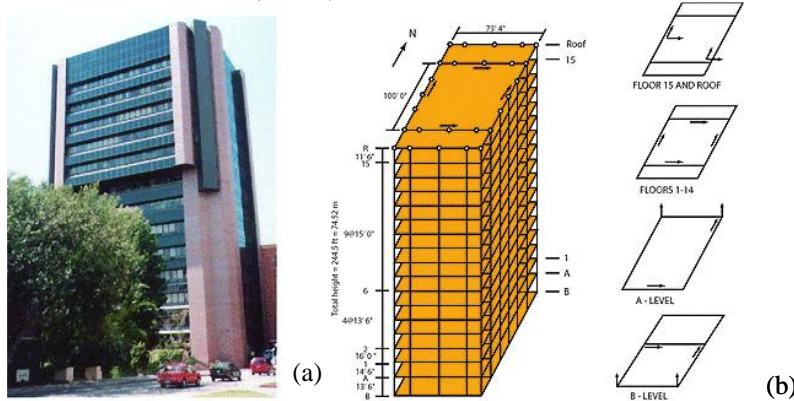 (a)
N
73' 4"
Roof
15
100' 0"
R
11' 6"
15
9@15' 0"
Total height = 244.5 ft = 74.52 m
6
4@13' 6"
2
16' 0"
1
14' 6"
A
13' 6"
B
1
A
B
FLOOR 15 AND ROOF
FLOORS 1-14
A - LEVEL
B - LEVEL
(b)